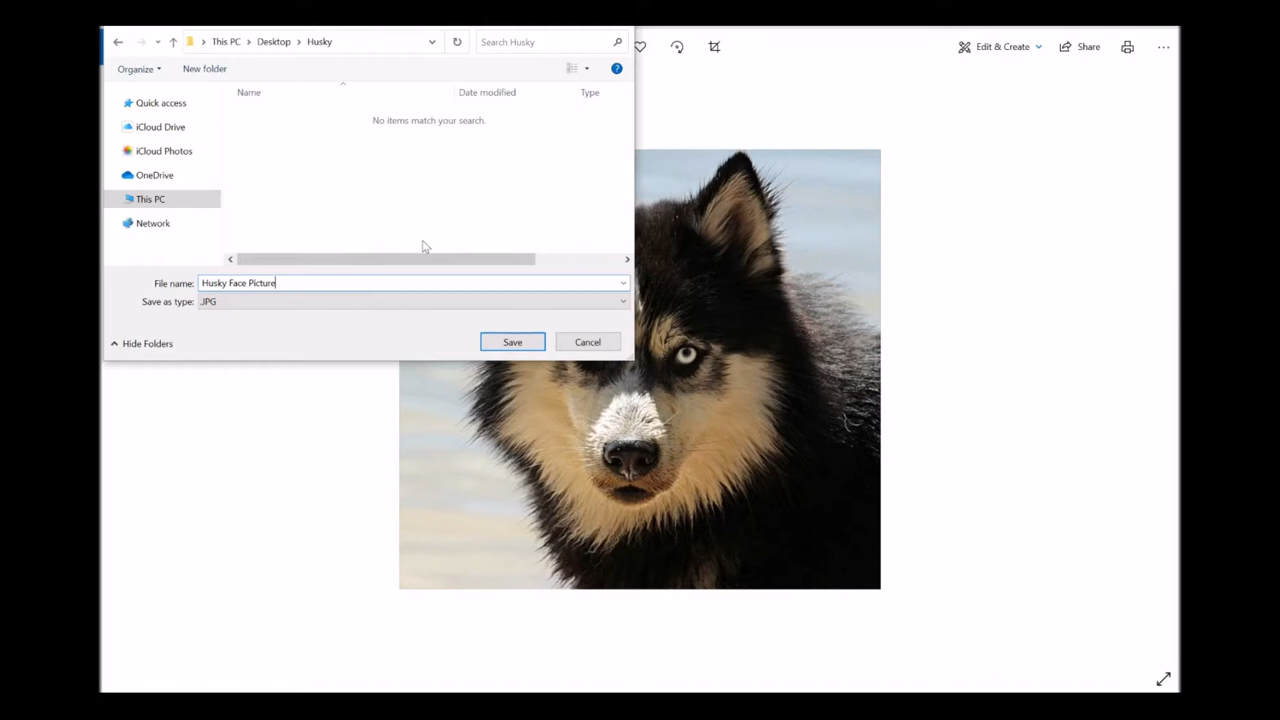 This PC > Desktop > Husky
Search Husky
Edit & Create
Share
Organize
New folder
Name
Date modified
Type
Quick access
No items match your search.
iCloud Drive
iCloud Photos
OneDrive
This PC
Network
File name: Husky Face Picture
Save as type: .JPG
Hide Folders
Save
Cancel